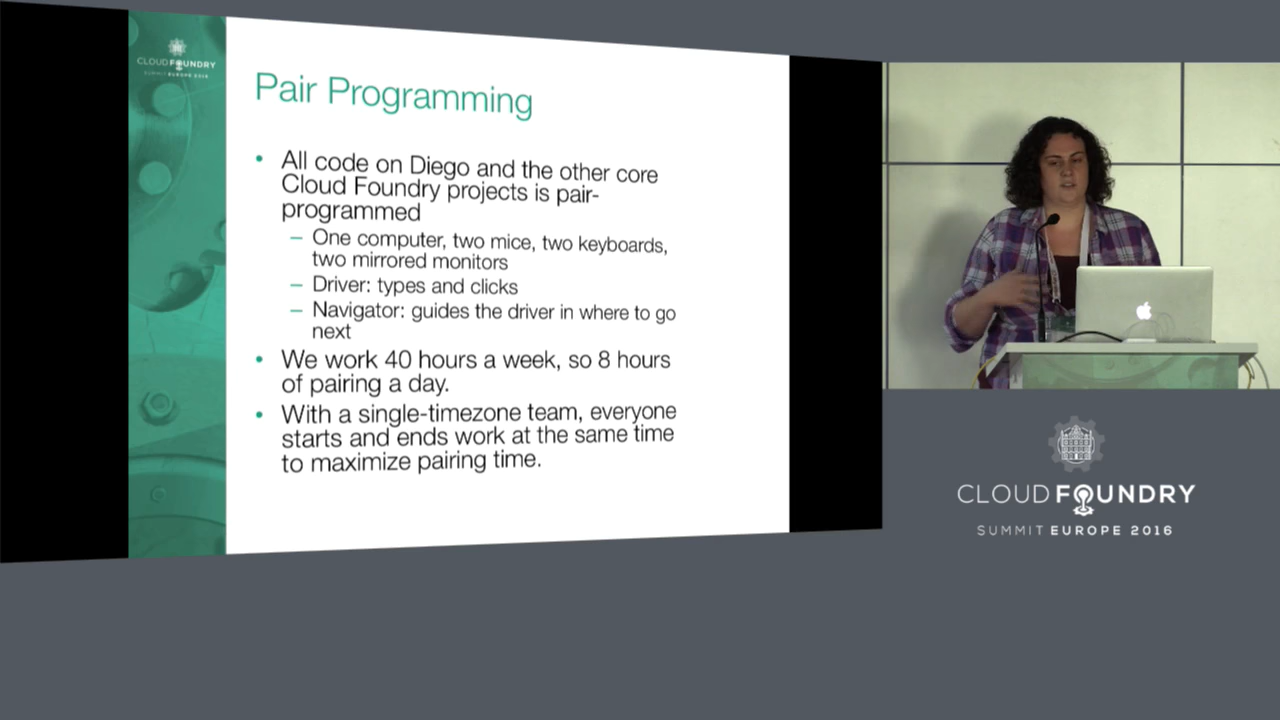 CLOUD FOUNDRY
SUMMIT EUROPE 2016
Pair Programming
• All code on Diego and the other core
Cloud Foundry projects is pair-
programmed
– One computer, two mice, two keyboards,
two mirrored monitors
– Driver: types and clicks
– Navigator: guides the driver in where to go
next
• We work 40 hours a week, so 8 hours
of pairing a day.
• With a single-timezone team, everyone
starts and ends work at the same time
to maximize pairing time.
CLOUD FOUNDRY
SUMMIT EUROPE 2016